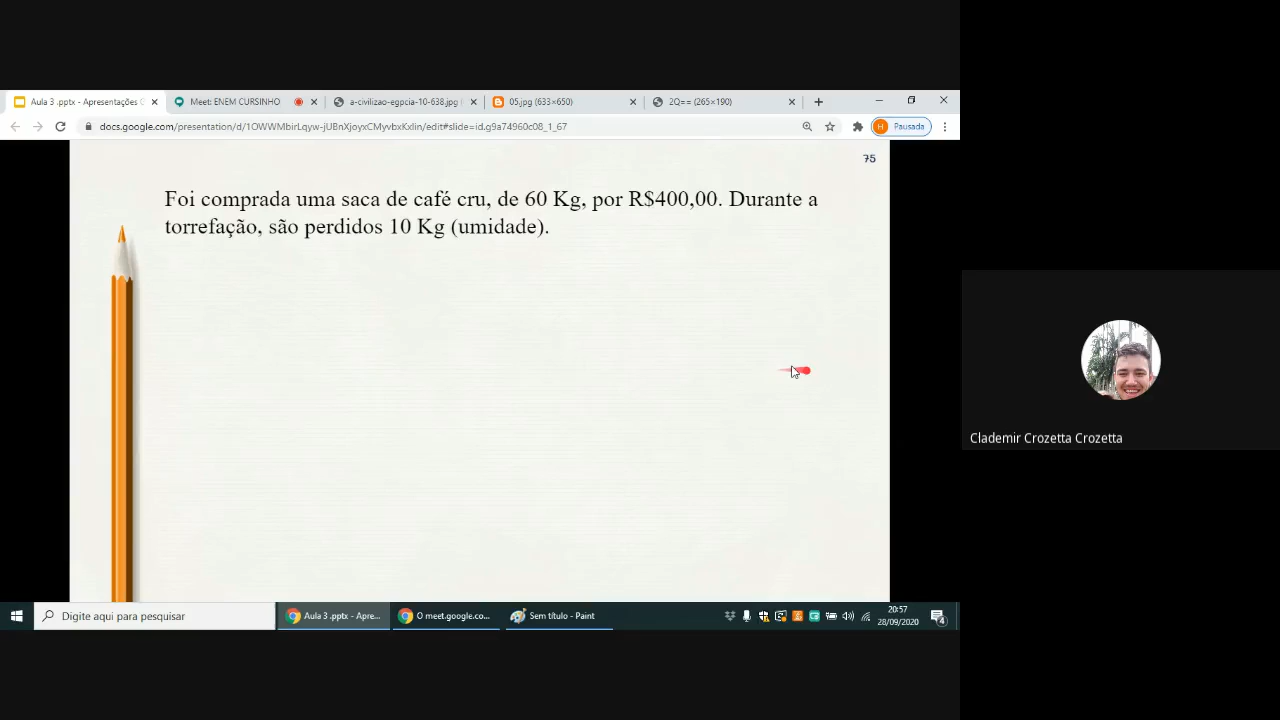 Aula 3 .pptx - Apresentações G
Meet: ENEM CURSINHO
a-civilizao-egpcia-10-638.jpg
05.jpg (633×650)
2Q== (265×190)
docs.google.com/presentation/d/1OWWMbirLqyw-jUBnXjoyxCMyvbxKxlin/edit#slide=id.g9a74960c08_1_67
H
Pausada
75
Foi comprada uma saca de café cru, de 60 Kg, por R$400,00. Durante a
torrefação, são perdidos 10 Kg (umidade).
Clademir Crozetta Crozetta
Digite aqui para pesquisar
Aula 3 .pptx - Apre...
O meet.google.co...
Sem título - Paint
20:57
28/09/2020
4